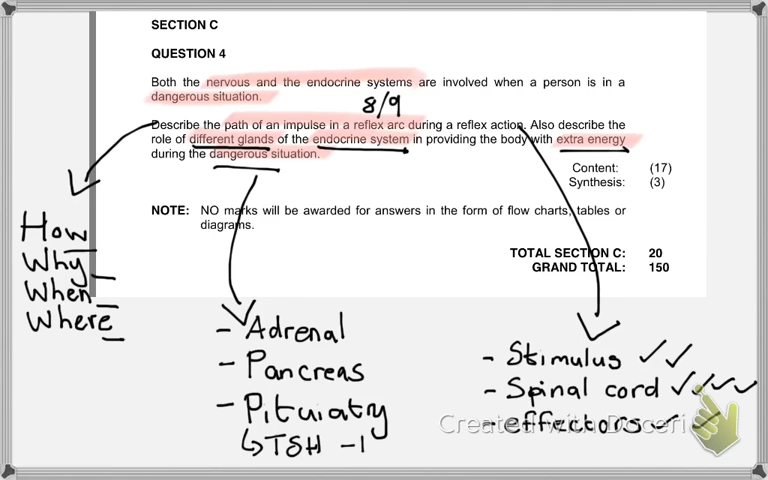 SECTION C
QUESTION 4
Both the nervous and the endocrine systems are involved when a person is in a
dangerous situation.
8/9
Describe the path of an impulse in a reflex arc during a reflex action. Also describe the
role of different glands of the endocrine system in providing the body with extra energy
during the dangerous situation.
Content: (17)
Synthesis: (3)
NOTE: NO marks will be awarded for answers in the form of flow charts, tables or
diagrams.
TOTAL SECTION C: 20
GRAND TOTAL: 150
How
Why
When
Where
- Adrenal
- Pancreas
- Pituiatry
↳ TSH -1
- Stimulus ✓✓
- Spinal cord ✓✓✓✓
- effectors ✓ ✓
Created with Doceri